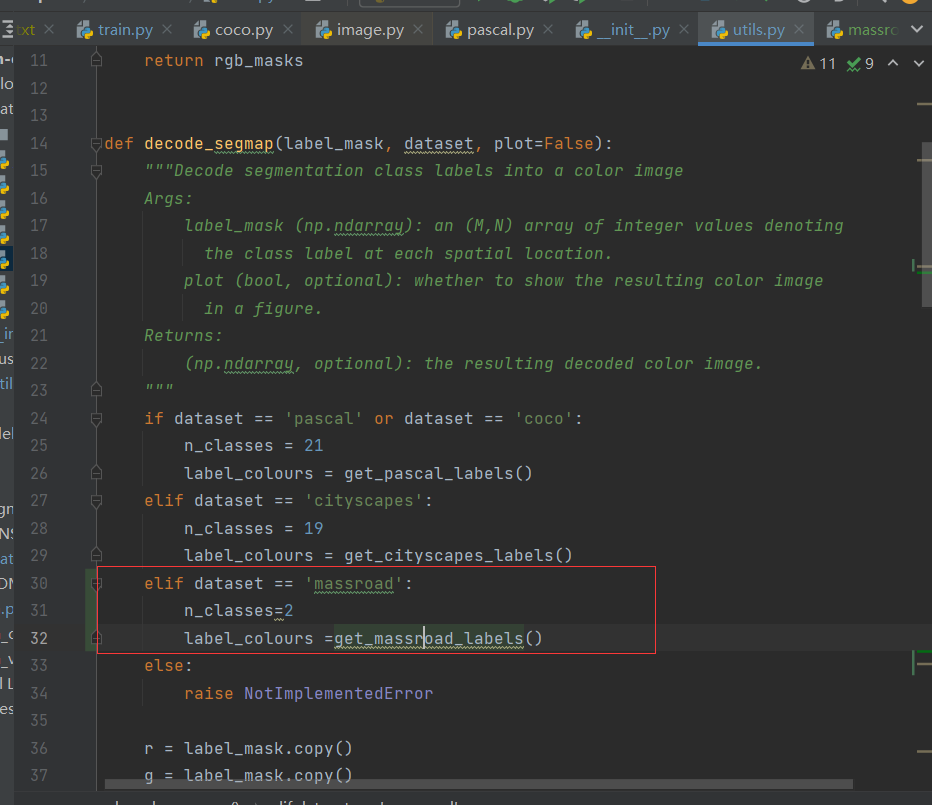 txt train.py coco.py image.py pascal.py __init__.py utils.py massro
11 return rgb_masks 11 9
12
13
14 def decode_segmap(label_mask, dataset, plot=False):
15 """Decode segmentation class labels into a color image
16 Args:
17 label_mask (np.ndarray): an (M,N) array of integer values denoting
18 the class label at each spatial location.
19 plot (bool, optional): whether to show the resulting color image
20 in a figure.
21 Returns:
22 (np.ndarray, optional): the resulting decoded color image.
23 """
24 if dataset == 'pascal' or dataset == 'coco':
25 n_classes = 21
26 label_colours = get_pascal_labels()
27 elif dataset == 'cityscapes':
28 n_classes = 19
29 label_colours = get_cityscapes_labels()
30 elif dataset == 'massroad':
31 n_classes=2
32 label_colours =get_massroad_labels()
33 else:
34 raise NotImplementedError
35
36 r = label_mask.copy()
37 g = label_mask.copy()